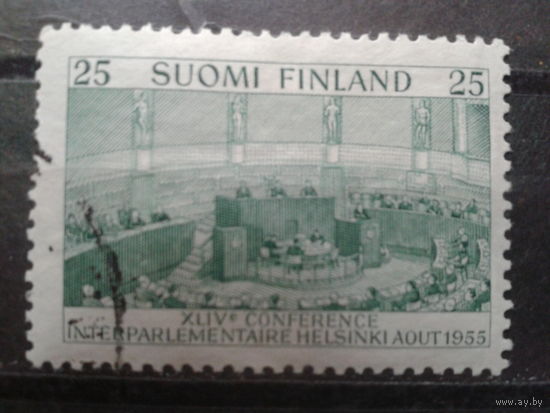 25 SUOMI FINLAND 25
XLIVe CONFERENCE
INTERPARLEMENTAIRE HELSINKI AOUT 1955
www.ay.by